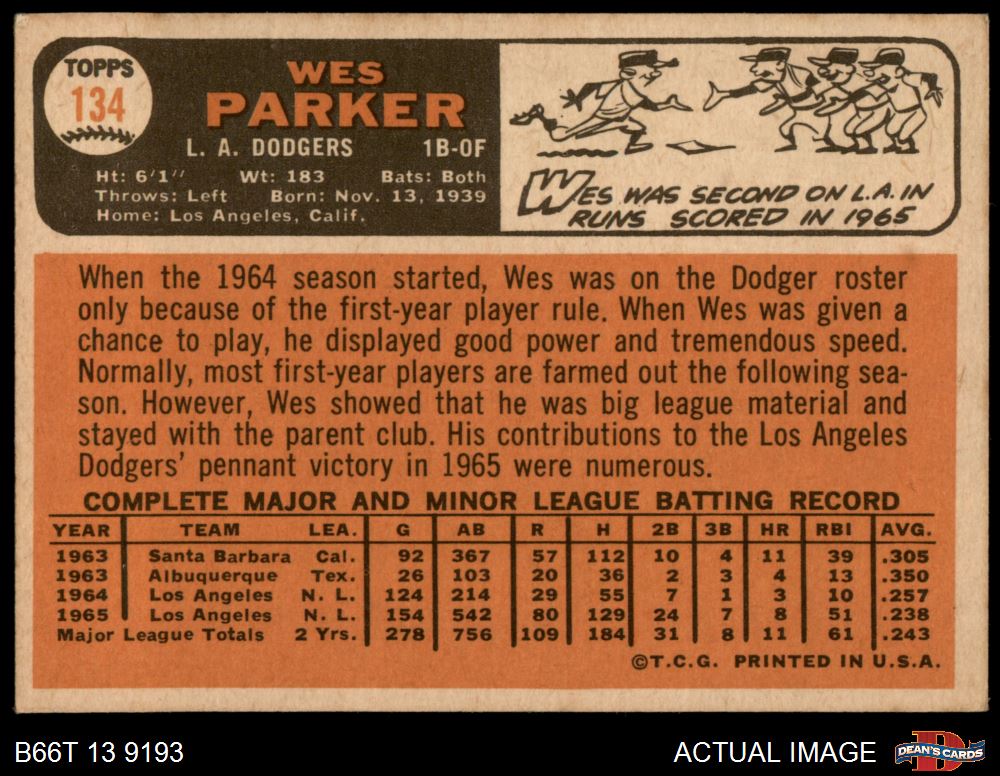 TOPPS
134
WES
PARKER
L. A. DODGERS 1B-OF
Ht: 6'1" Wt: 183 Bats: Both
Throws: Left Born: Nov. 13, 1939
Home: Los Angeles, Calif.
WES WAS SECOND ON L.A. IN
RUNS SCORED IN 1965
When the 1964 season started, Wes was on the Dodger roster
only because of the first-year player rule. When Wes was given a
chance to play, he displayed good power and tremendous speed.
Normally, most first-year players are farmed out the following sea-
son. However, Wes showed that he was big league material and
stayed with the parent club. His contributions to the Los Angeles
Dodgers' pennant victory in 1965 were numerous.
COMPLETE MAJOR AND MINOR LEAGUE BATTING RECORD
YEAR TEAM LEA. G AB R H 2B 3B HR RBI AVG.
1963 Santa Barbara Cal. 92 367 57 112 10 4 11 39 .305
1963 Albuquerque Tex. 26 103 20 36 2 3 4 13 .350
1964 Los Angeles N. L. 124 214 29 55 7 1 3 10 .257
1965 Los Angeles N. L. 154 542 80 129 24 7 8 51 .238
Major League Totals 2 Yrs. 278 756 109 184 31 8 11 61 .243
©T.C.G. PRINTED IN U.S.A.
B66T 13 9193
ACTUAL IMAGE
D
DEAN'S CARDS